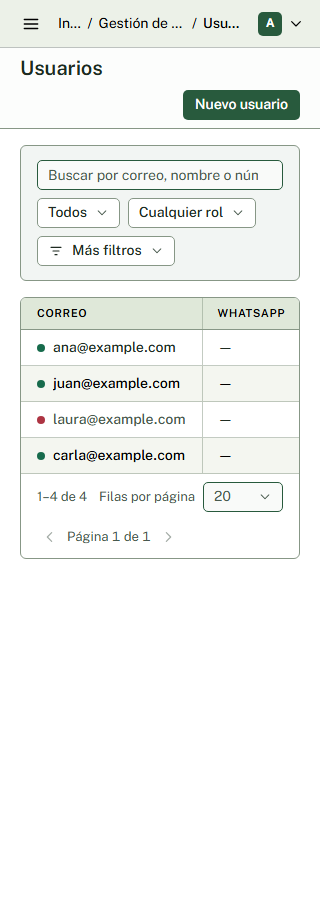 In... / Gestión de ... / Usu... A
Usuarios
Nuevo usuario
Buscar por correo, nombre o nún
Todos Cualquier rol
Más filtros
CORREO WHATSAPP
ana@example.com —
juan@example.com —
laura@example.com —
carla@example.com —
1–4 de 4 Filas por página 20
Página 1 de 1